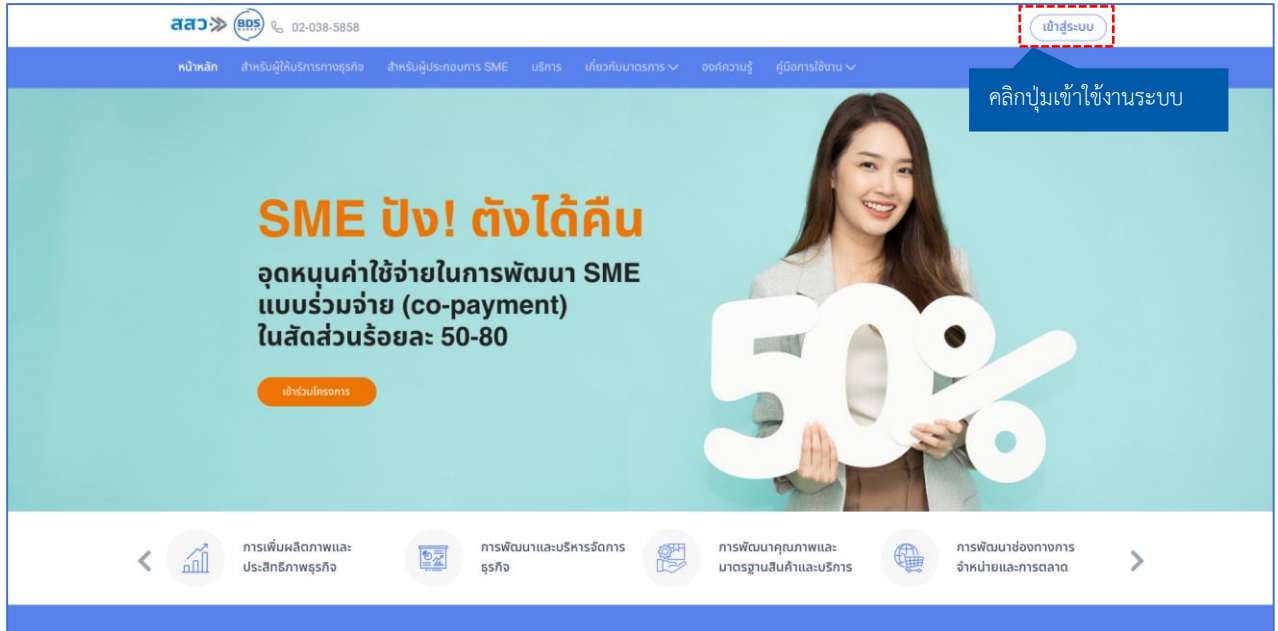 สสว BDS MARKET 02-038-5858
เข้าสู่ระบบ
หน้าหลัก สำหรับผู้ให้บริการทางธุรกิจ สำหรับผู้ประกอบการ SME บริการ เกี่ยวกับมาตรการ องค์ความรู้ คู่มือการใช้งาน
คลิกปุ่มเข้าใช้งานระบบ
SME ปัง! ตังได้คืน
อุดหนุนค่าใช้จ่ายในการพัฒนา SME
แบบร่วมจ่าย (co-payment)
ในสัดส่วนร้อยละ 50-80
เข้าร่วมโครงการ
50%
การเพิ่มผลิตภาพและ
ประสิทธิภาพธุรกิจ
การพัฒนาและบริหารจัดการ
ธุรกิจ
การพัฒนาคุณภาพและ
มาตรฐานสินค้าและบริการ
การพัฒนาช่องทางการ
จำหน่ายและการตลาด